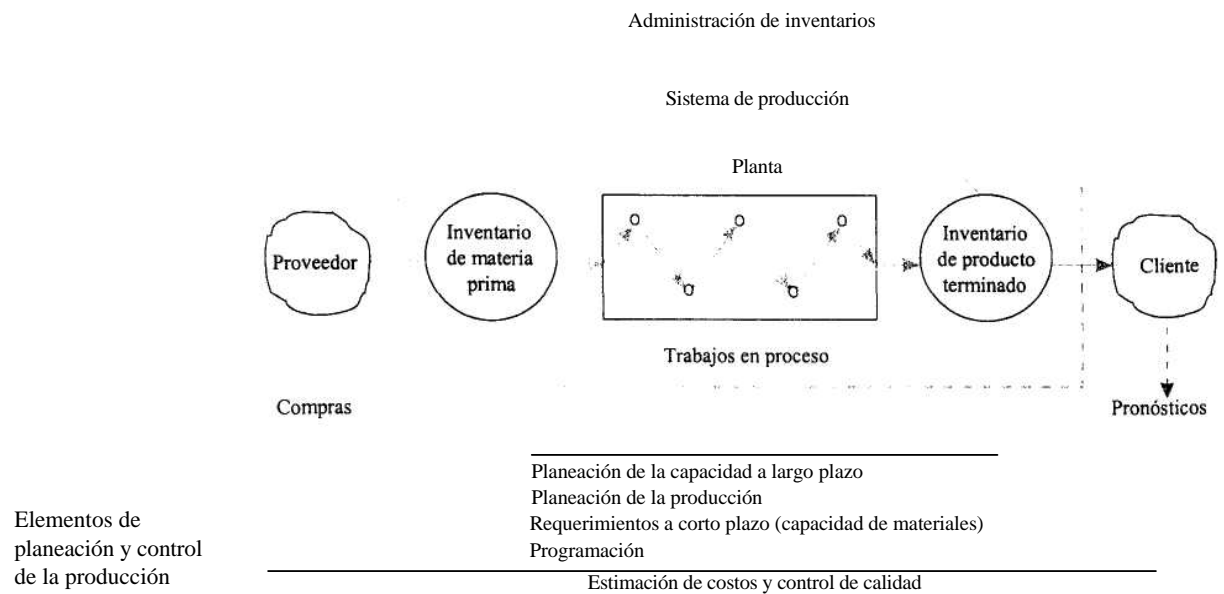 Administración de inventarios
Sistema de producción
Planta
Proveedor
Inventario
de materia
prima
Inventario
de producto
terminado
Cliente
Trabajos en proceso
Compras
Pronósticos
Planeación de la capacidad a largo plazo
Planeación de la producción
Requerimientos a corto plazo (capacidad de materiales)
Programación
Elementos de
planeación y control
de la producción
Estimación de costos y control de calidad